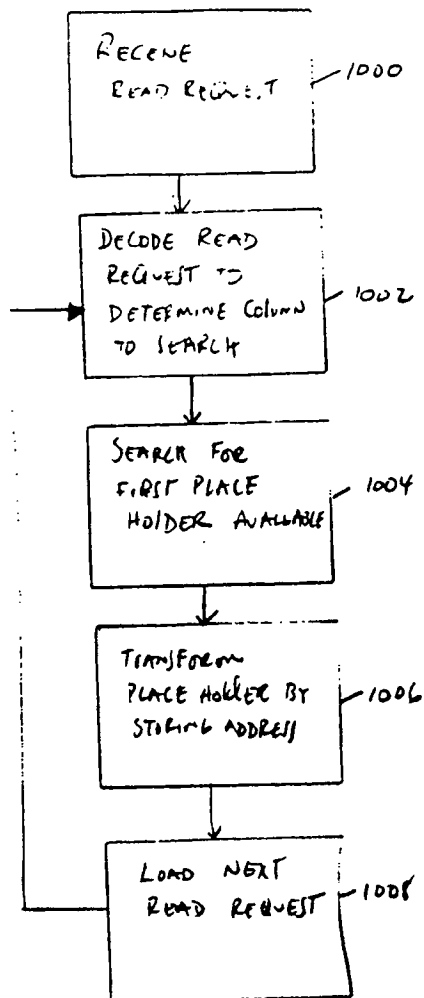 RECEIVE
READ REQUEST
1000
DECODE READ
REQUEST TO
DETERMINE COLUMN
TO SEARCH
1002
SEARCH FOR
FIRST PLACE
HOLDER AVAILABLE
1004
TRANSFORM
PLACE HOLDER BY
STORING ADDRESS
1006
LOAD NEXT
READ REQUEST
1008